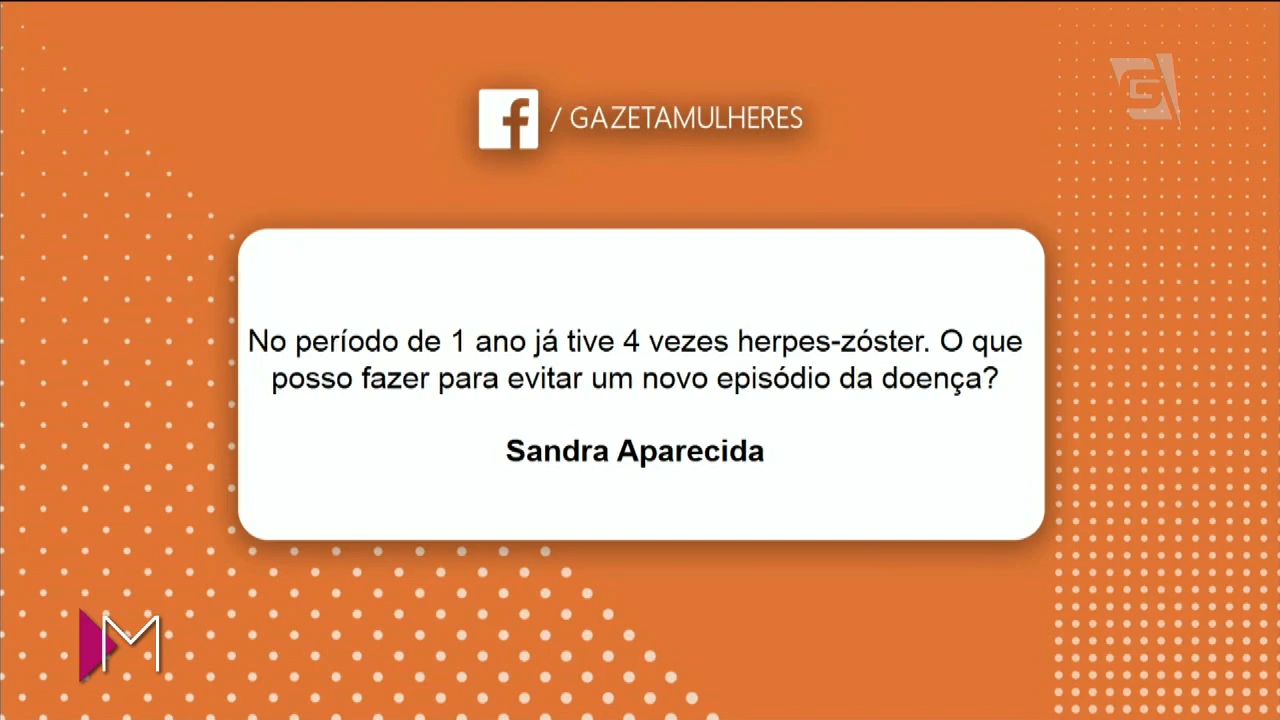 / GAZETAMULHERES
G
No período de 1 ano já tive 4 vezes herpes-zóster. O que
posso fazer para evitar um novo episódio da doença?
Sandra Aparecida
M